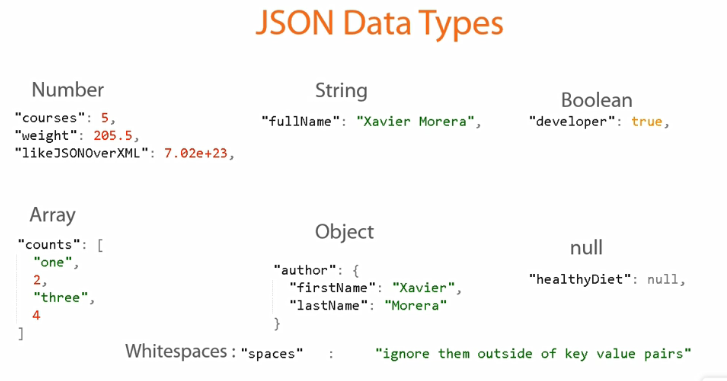 JSON Data Types
Number
"courses": 5,
"weight": 205.5,
"likeJSONOverXML": 7.02e+23,
String
"fullName": "Xavier Morera",
Boolean
"developer": true,
Array
"counts": [
"one",
2,
"three",
4
]
Object
"author": {
"firstName": "Xavier",
"lastName": "Morera"
}
null
"healthyDiet": null,
Whitespaces : "spaces" : "ignore them outside of key value pairs"